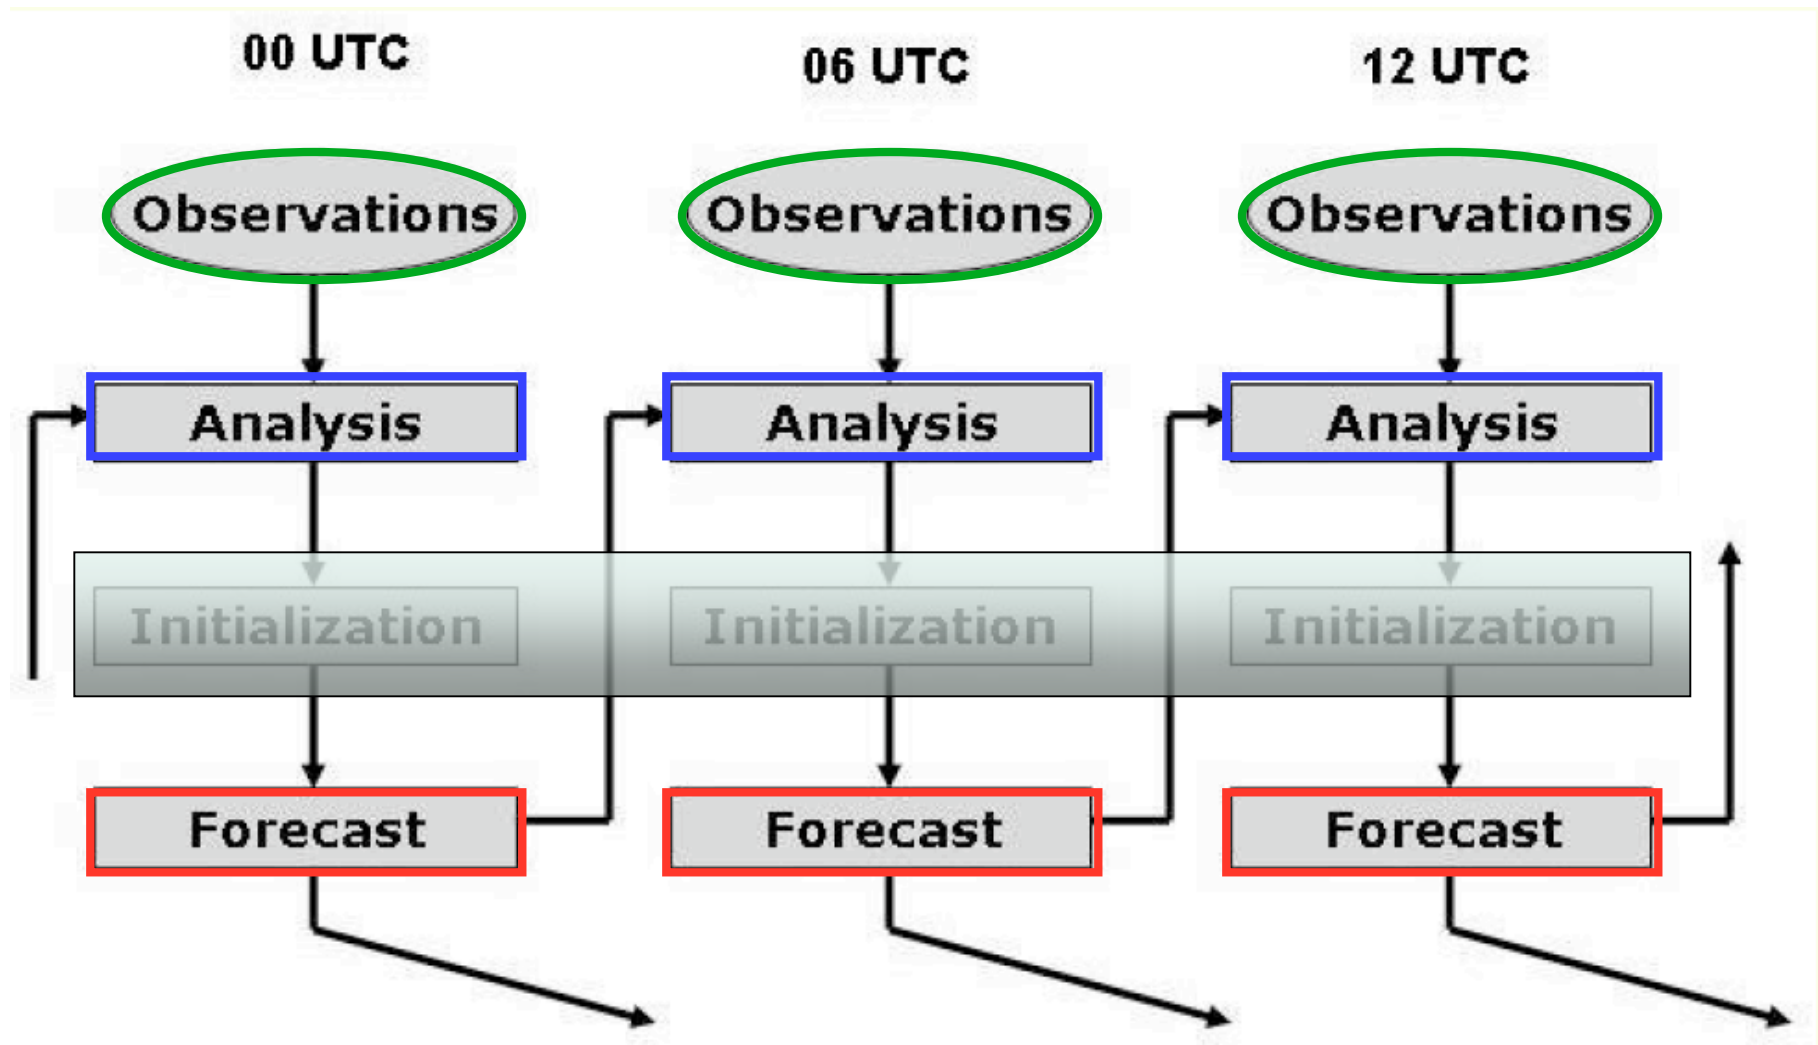 00 UTC
06 UTC
12 UTC
Observations
Observations
Observations
Analysis
Analysis
Analysis
Initialization
Initialization
Initialization
Forecast
Forecast
Forecast